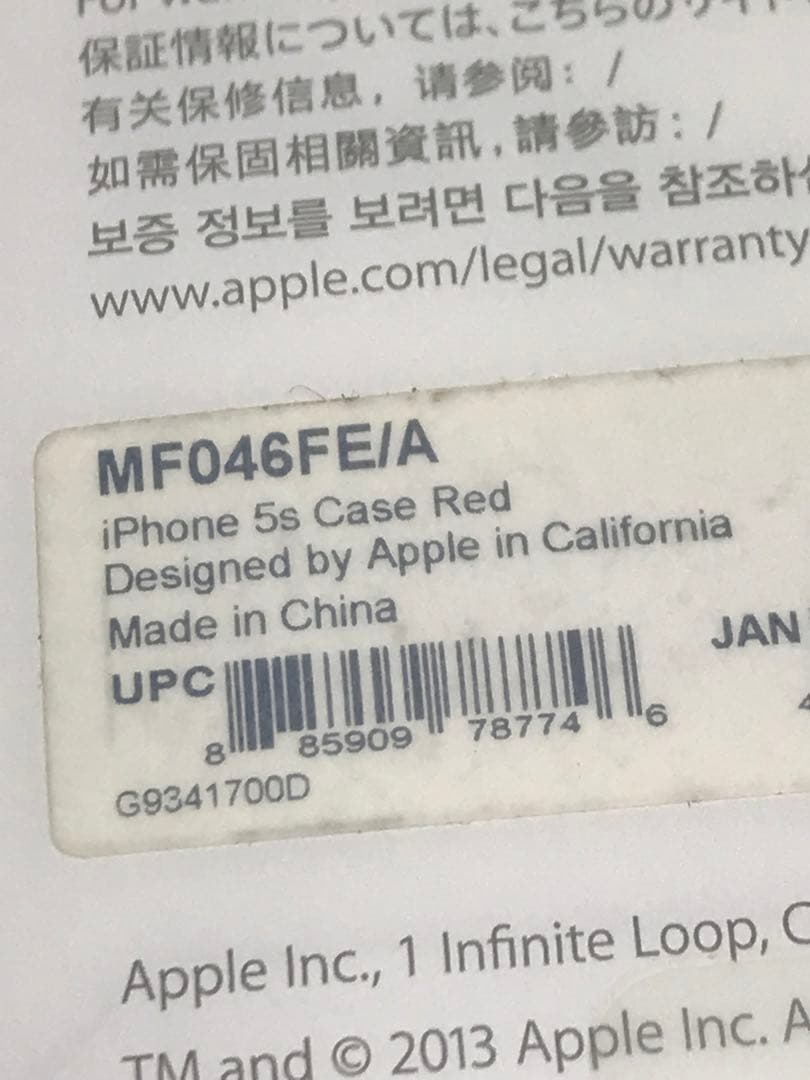 For
保証情報については、こちらのサイト
有关保修信息，请参阅：/
如需保固相關資訊，請參訪：/
보증 정보를 보려면 다음을 참조하
www.apple.com/legal/warranty
MF046FE/A
iPhone 5s Case Red
Designed by Apple in California
Made in China
UPC
JAN
8 85909 78774 6
4
G9341700D
Apple Inc., 1 Infinite Loop, C
TM and © 2013 Apple Inc. A